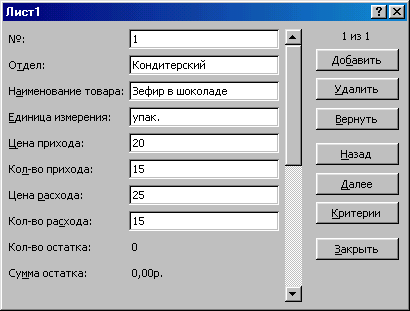 Лист1
№: 1
Отдел: Кондитерский
Наименование товара: Зефир в шоколаде
Единица измерения: упак.
Цена прихода: 20
Кол-во прихода: 15
Цена расхода: 25
Кол-во расхода: 15
Кол-во остатка: 0
Сумма остатка: 0,00р.
1 из 1
Добавить
Удалить
Вернуть
Назад
Далее
Критерии
Закрыть